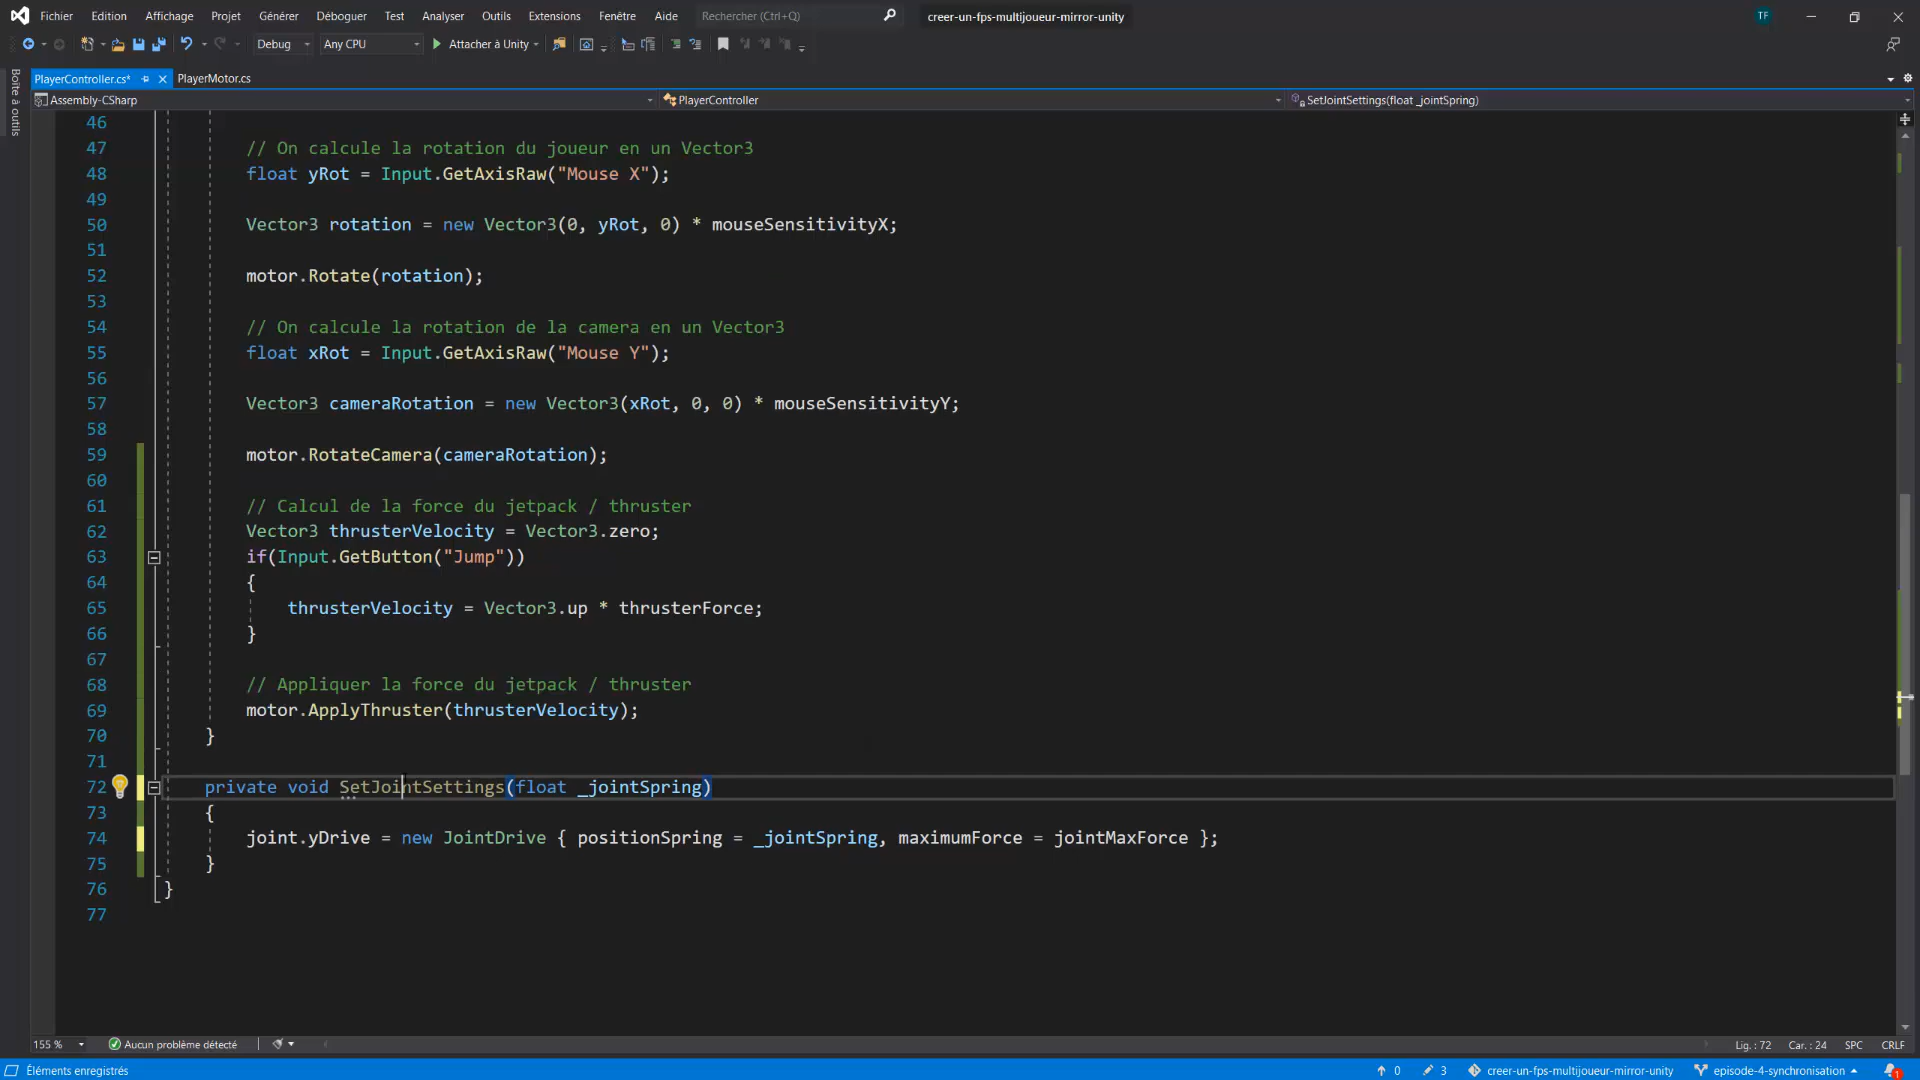 Fichier Edition Affichage Projet Générer Déboguer Test Analyser Outils Extensions Fenêtre Aide Rechercher (Ctrl+Q) creer-un-fps-multijoueur-mirror-unity TF
Debug Any CPU Attacher à Unity
Boîte à outils
PlayerController.cs* PlayerMotor.cs
Assembly-CSharp PlayerController SetJointSettings(float _jointSpring)
46
47 // On calcule la rotation du joueur en un Vector3
48 float yRot = Input.GetAxisRaw("Mouse X");
49
50 Vector3 rotation = new Vector3(0, yRot, 0) * mouseSensitivityX;
51
52 motor.Rotate(rotation);
53
54 // On calcule la rotation de la camera en un Vector3
55 float xRot = Input.GetAxisRaw("Mouse Y");
56
57 Vector3 cameraRotation = new Vector3(xRot, 0, 0) * mouseSensitivityY;
58
59 motor.RotateCamera(cameraRotation);
60
61 // Calcul de la force du jetpack / thruster
62 Vector3 thrusterVelocity = Vector3.zero;
63 if(Input.GetButton("Jump"))
64 {
65 thrusterVelocity = Vector3.up * thrusterForce;
66 }
67
68 // Appliquer la force du jetpack / thruster
69 motor.ApplyThruster(thrusterVelocity);
70 }
71
72 private void SetJointSettings(float _jointSpring)
73 {
74 joint.yDrive = new JointDrive { positionSpring = _jointSpring, maximumForce = jointMaxForce };
75 }
76 }
77
155 % Aucun problème détecté Lig. : 72 Car. : 24 SPC CRLF
Éléments enregistrés 0 3 creer-un-fps-multijoueur-mirror-unity episode-4-synchronisation 1